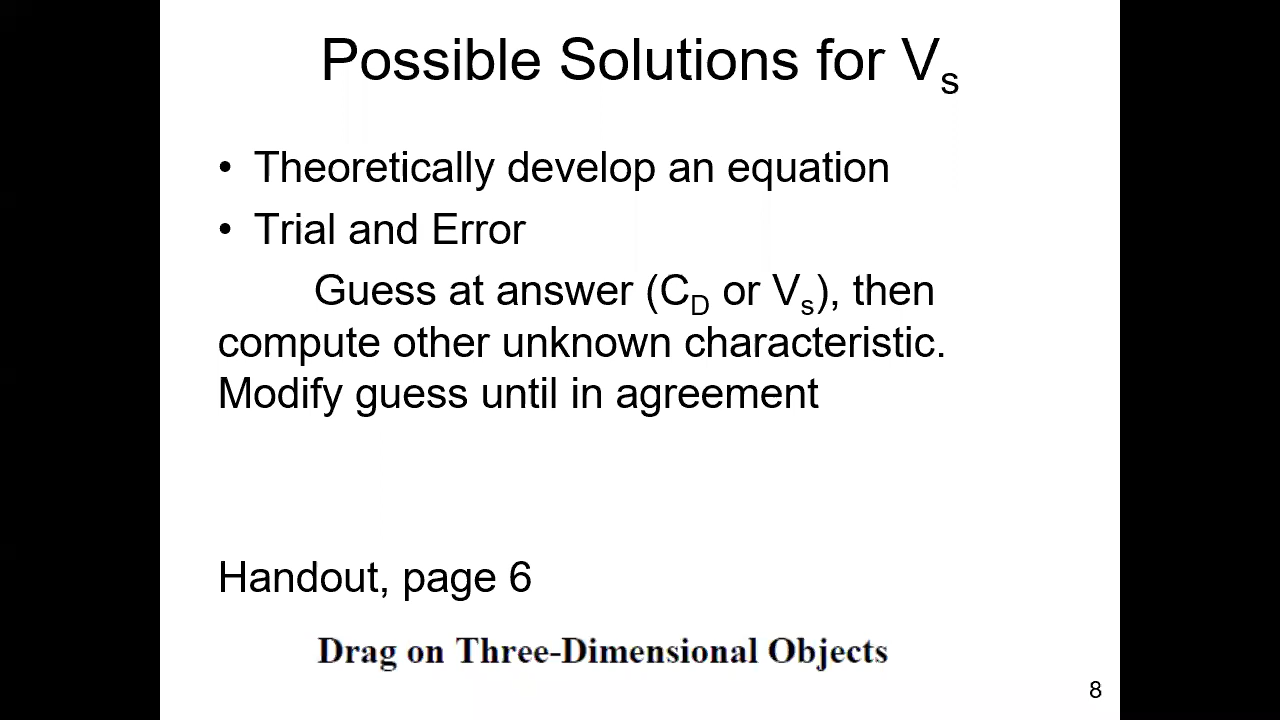 Possible Solutions for Vs
• Theoretically develop an equation
• Trial and Error
Guess at answer (CD or Vs), then
compute other unknown characteristic.
Modify guess until in agreement
Handout, page 6
Drag on Three-Dimensional Objects
8